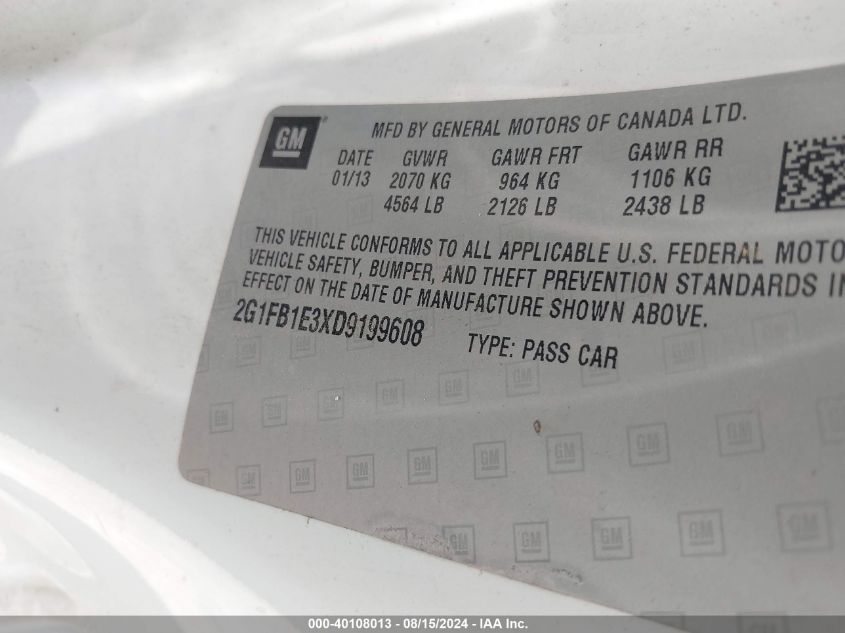 GM
MFD BY GENERAL MOTORS OF CANADA LTD.
DATE GVWR GAWR FRT GAWR RR
01/13 2070 KG 964 KG 1106 KG
4564 LB 2126 LB 2438 LB
THIS VEHICLE CONFORMS TO ALL APPLICABLE U.S. FEDERAL MOTO
VEHICLE SAFETY, BUMPER, AND THEFT PREVENTION STANDARDS IN
EFFECT ON THE DATE OF MANUFACTURE SHOWN ABOVE.
2G1FB1E3XD9199608 TYPE: PASS CAR
000-40108013 - 08/15/2024 - IAA Inc.